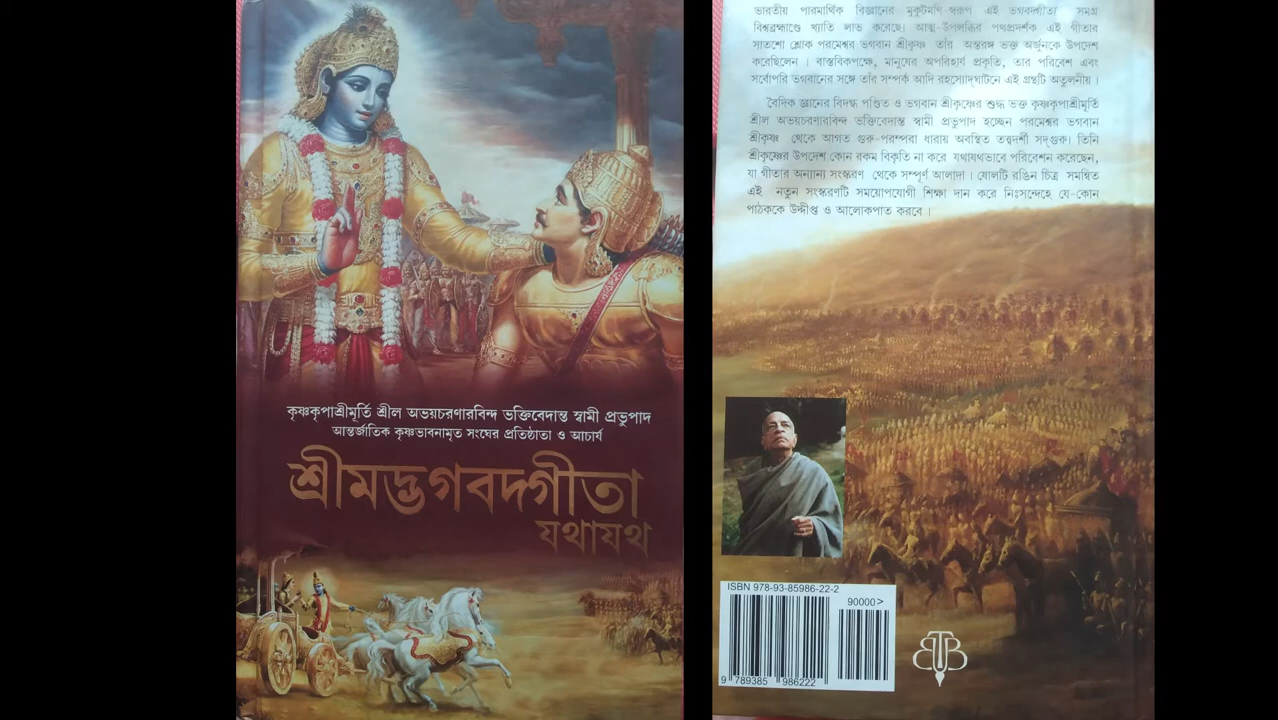 কৃষ্ণকৃপাশ্রীমূর্তি শ্রীল অভয়চরণারবিন্দ ভক্তিবেদান্ত স্বামী প্রভুপাদ
আন্তর্জাতিক কৃষ্ণভাবনামৃত সংঘের প্রতিষ্ঠাতা ও আচার্য
শ্রীমদ্ভগবদগীতা
যথাযথ
ভারতীয় পারমার্থিক বিজ্ঞানের মুকুটমণি-স্বরূপ এই ভগবদ্গীতা সমগ্র
বিশ্বব্রহ্মাণ্ডে খ্যাতি লাভ করেছে। আত্ম-উপলব্ধির পথপ্রদর্শক এই গীতার
সাতশো শ্লোক পরমেশ্বর ভগবান শ্রীকৃষ্ণ তাঁর অন্তরঙ্গ ভক্ত অর্জুনকে উপদেশ
করেছিলেন। বাস্তবিকপক্ষে, মানুষের অপরিহার্য প্রকৃতি, তার পরিবেশ এবং
সর্বোপরি ভগবানের সঙ্গে তাঁর সম্পর্ক আদি রহস্যোদ্ঘাটনে এই গ্রন্থটি অতুলনীয়।
বৈদিক জ্ঞানের বিদগ্ধ পণ্ডিত ও ভগবান শ্রীকৃষ্ণের শুদ্ধ ভক্ত কৃষ্ণকৃপাশ্রীমূর্তি
শ্রীল অভয়চরণারবিন্দ ভক্তিবেদান্ত স্বামী প্রভুপাদ হচ্ছেন পরমেশ্বর ভগবান
শ্রীকৃষ্ণ থেকে আগত গুরু-পরম্পরা ধারায় অবস্থিত তত্ত্বদর্শী সদ্গুরু। তিনি
শ্রীকৃষ্ণের উপদেশ কোন রকম বিকৃতি না করে যথাযথভাবে পরিবেশন করেছেন,
যা গীতার অন্যান্য সংস্করণ থেকে সম্পূর্ণ আলাদা। ষোলটি রঙিন চিত্র সমন্বিত
এই নতুন সংস্করণটি সময়োপযোগী শিক্ষা দান করে নিঃসন্দেহে যে-কোন
পাঠককে উদ্দীপ্ত ও আলোকপাত করবে।
ISBN 978-93-85986-22-2
90000>
9 789385 986222
BTB